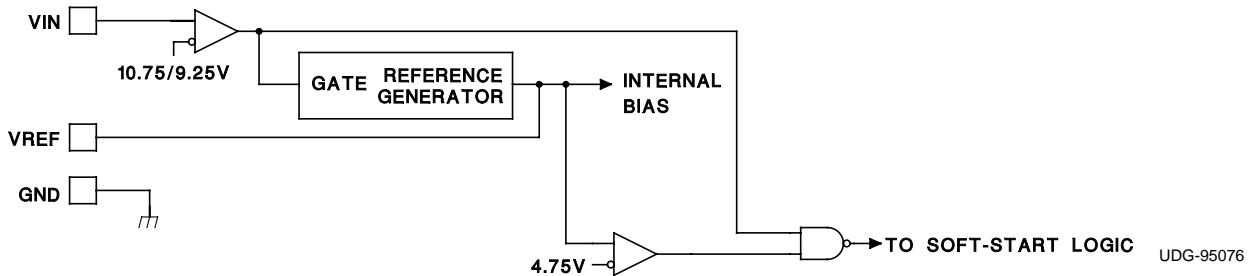 VIN
10.75/9.25V
GATE
REFERENCE
GENERATOR
INTERNAL
BIAS
VREF
GND
4.75V
TO SOFT-START LOGIC
UDG-95076